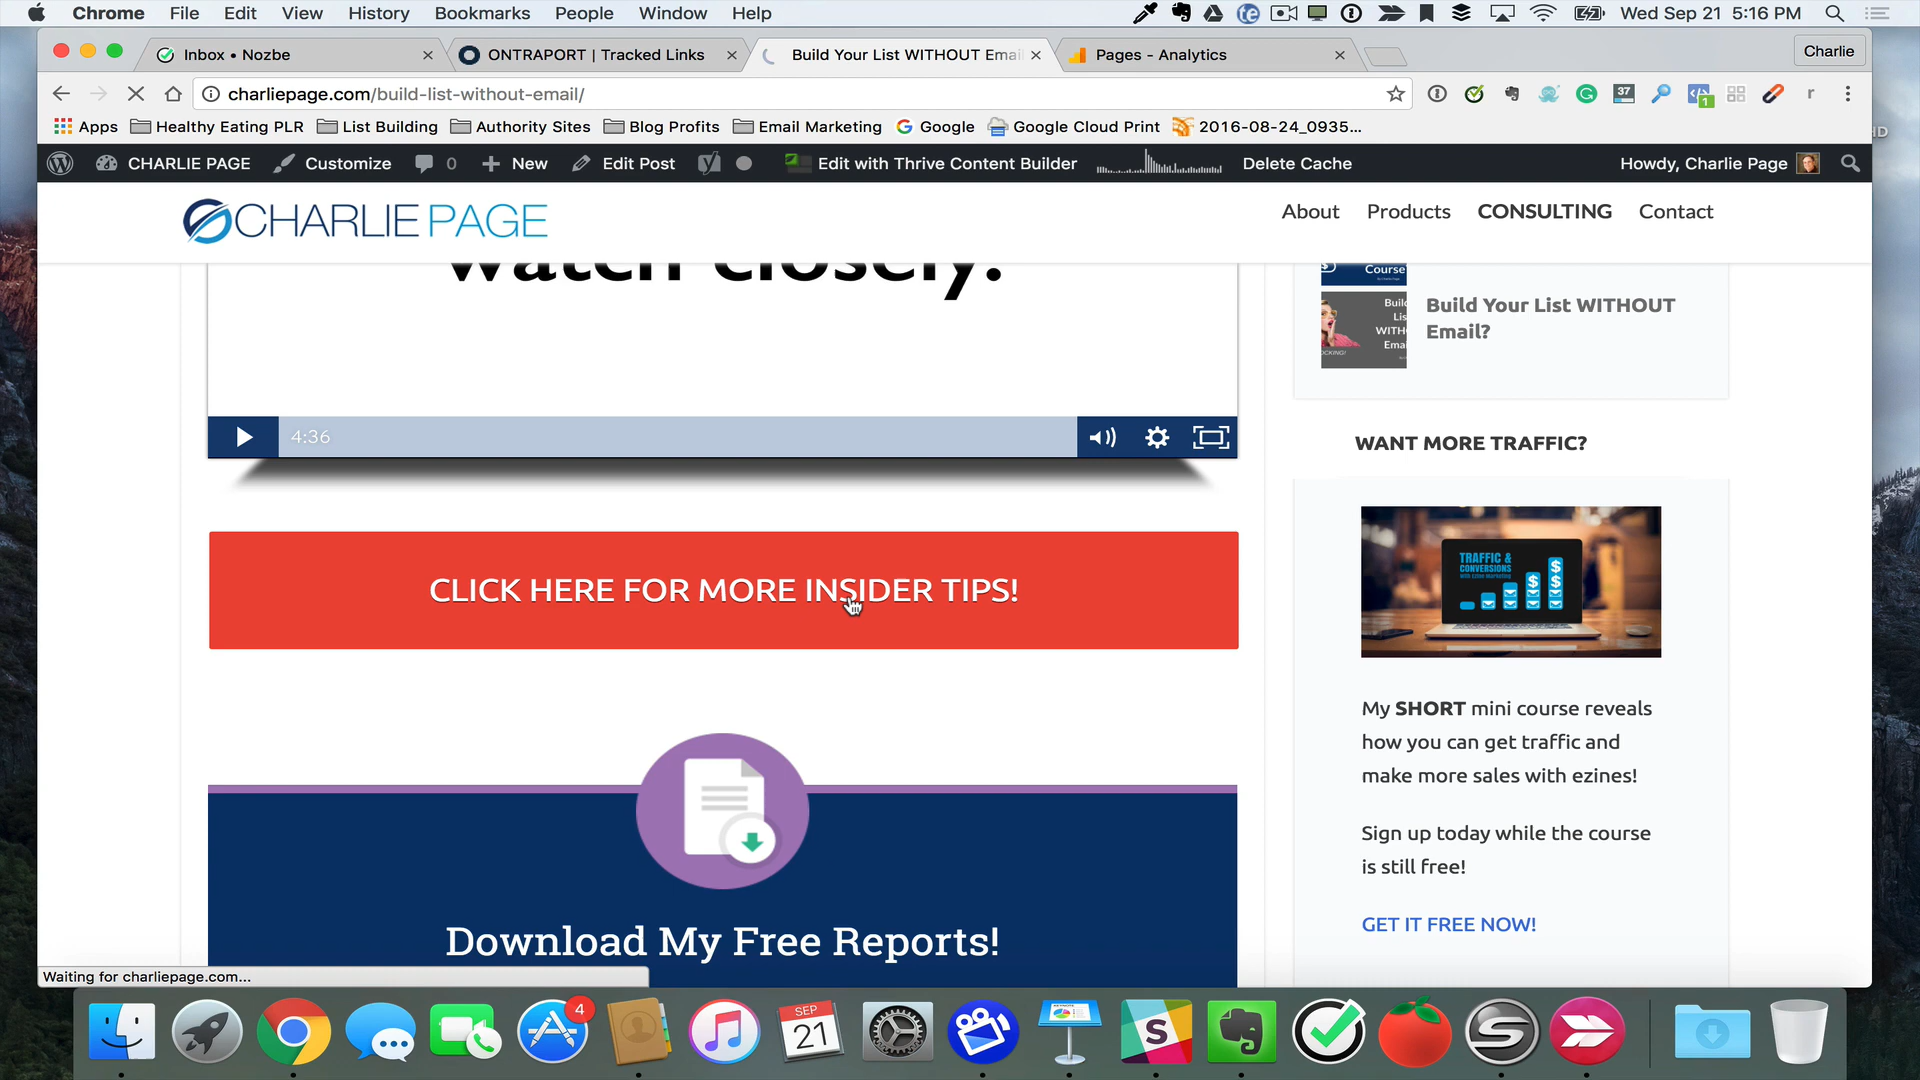 Chrome File Edit View History Bookmarks People Window Help
Wed Sep 21 5:16 PM
Inbox • Nozbe
ONTRAPORT | Tracked Links
Build Your List WITHOUT Emai
Pages - Analytics
Charlie
charliepage.com/build-list-without-email/
37
1
r
Apps Healthy Eating PLR List Building Authority Sites Blog Profits Email Marketing Google Google Cloud Print 2016-08-24_0935...
CHARLIE PAGE Customize 0 New Edit Post Edit with Thrive Content Builder Delete Cache Howdy, Charlie Page
CHARLIE PAGE
About Products CONSULTING Contact
watch closely.
Course
Build Your List WITHOUT
Email?
4:36
WANT MORE TRAFFIC?
TRAFFIC &
CONVERSIONS
CLICK HERE FOR MORE INSIDER TIPS!
My SHORT mini course reveals
how you can get traffic and
make more sales with ezines!
Sign up today while the course
is still free!
GET IT FREE NOW!
Download My Free Reports!
Waiting for charliepage.com...
4
SEP
21